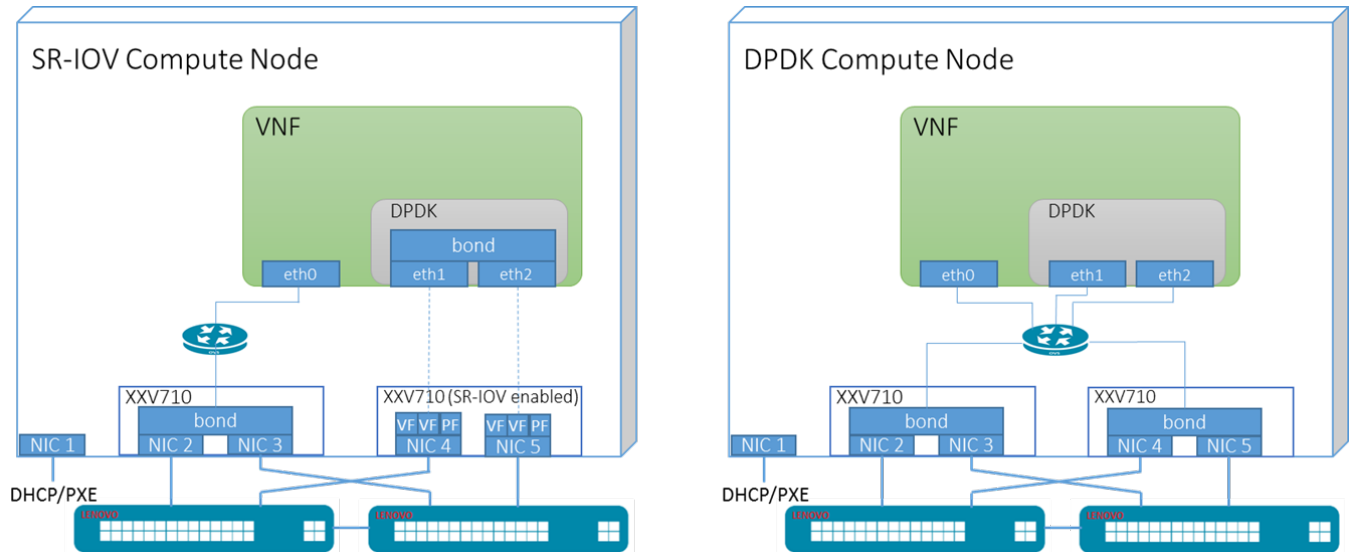 SR-IOV Compute Node
VNF
DPDK
bond
eth0
eth1
eth2
OVS
XXV710
bond
NIC 2
NIC 3
XXV710 (SR-IOV enabled)
VF VF PF
NIC 4
VF VF PF
NIC 5
NIC 1
DHCP/PXE
LENOVO
LENOVO
DPDK Compute Node
VNF
DPDK
eth0
eth1
eth2
OVS
XXV710
bond
NIC 2
NIC 3
XXV710
bond
NIC 4
NIC 5
NIC 1
DHCP/PXE
LENOVO
LENOVO